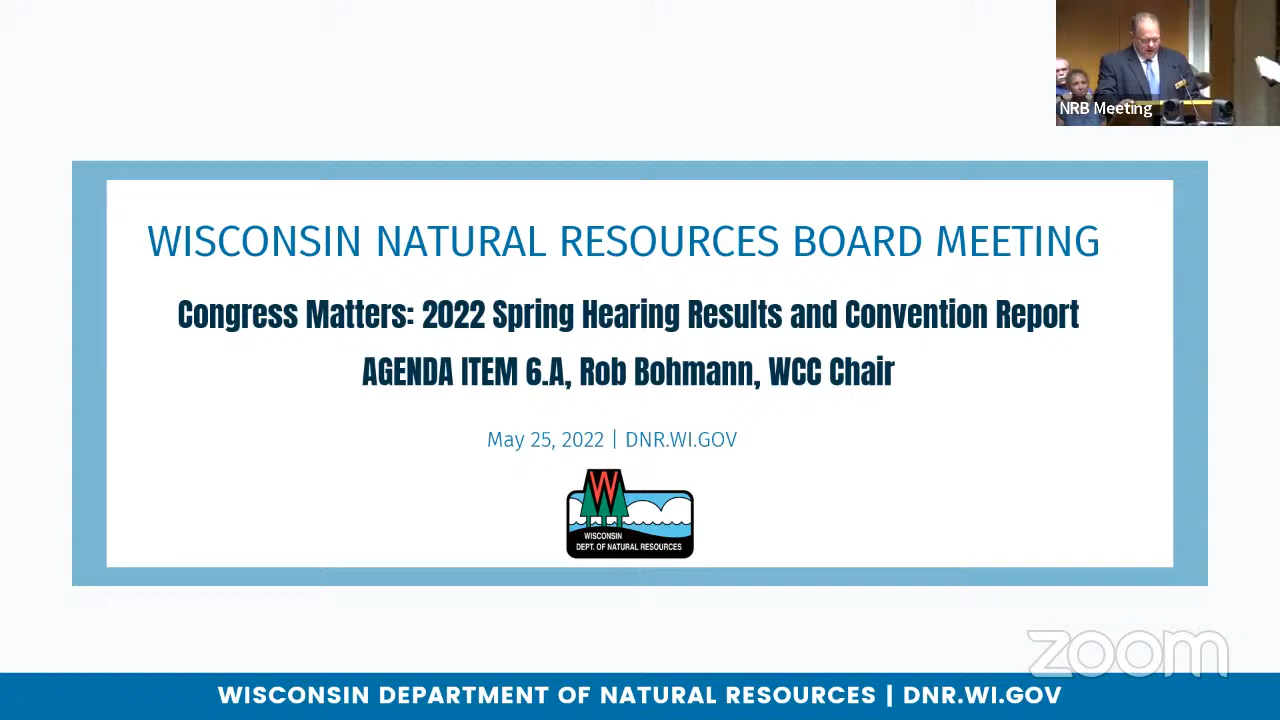 NRB Meeting
WISCONSIN NATURAL RESOURCES BOARD MEETING
Congress Matters: 2022 Spring Hearing Results and Convention Report
AGENDA ITEM 6.A, Rob Bohmann, WCC Chair
May 25, 2022 | DNR.WI.GOV
W
WISCONSIN
DEPT. OF NATURAL RESOURCES
zoom
WISCONSIN DEPARTMENT OF NATURAL RESOURCES | DNR.WI.GOV